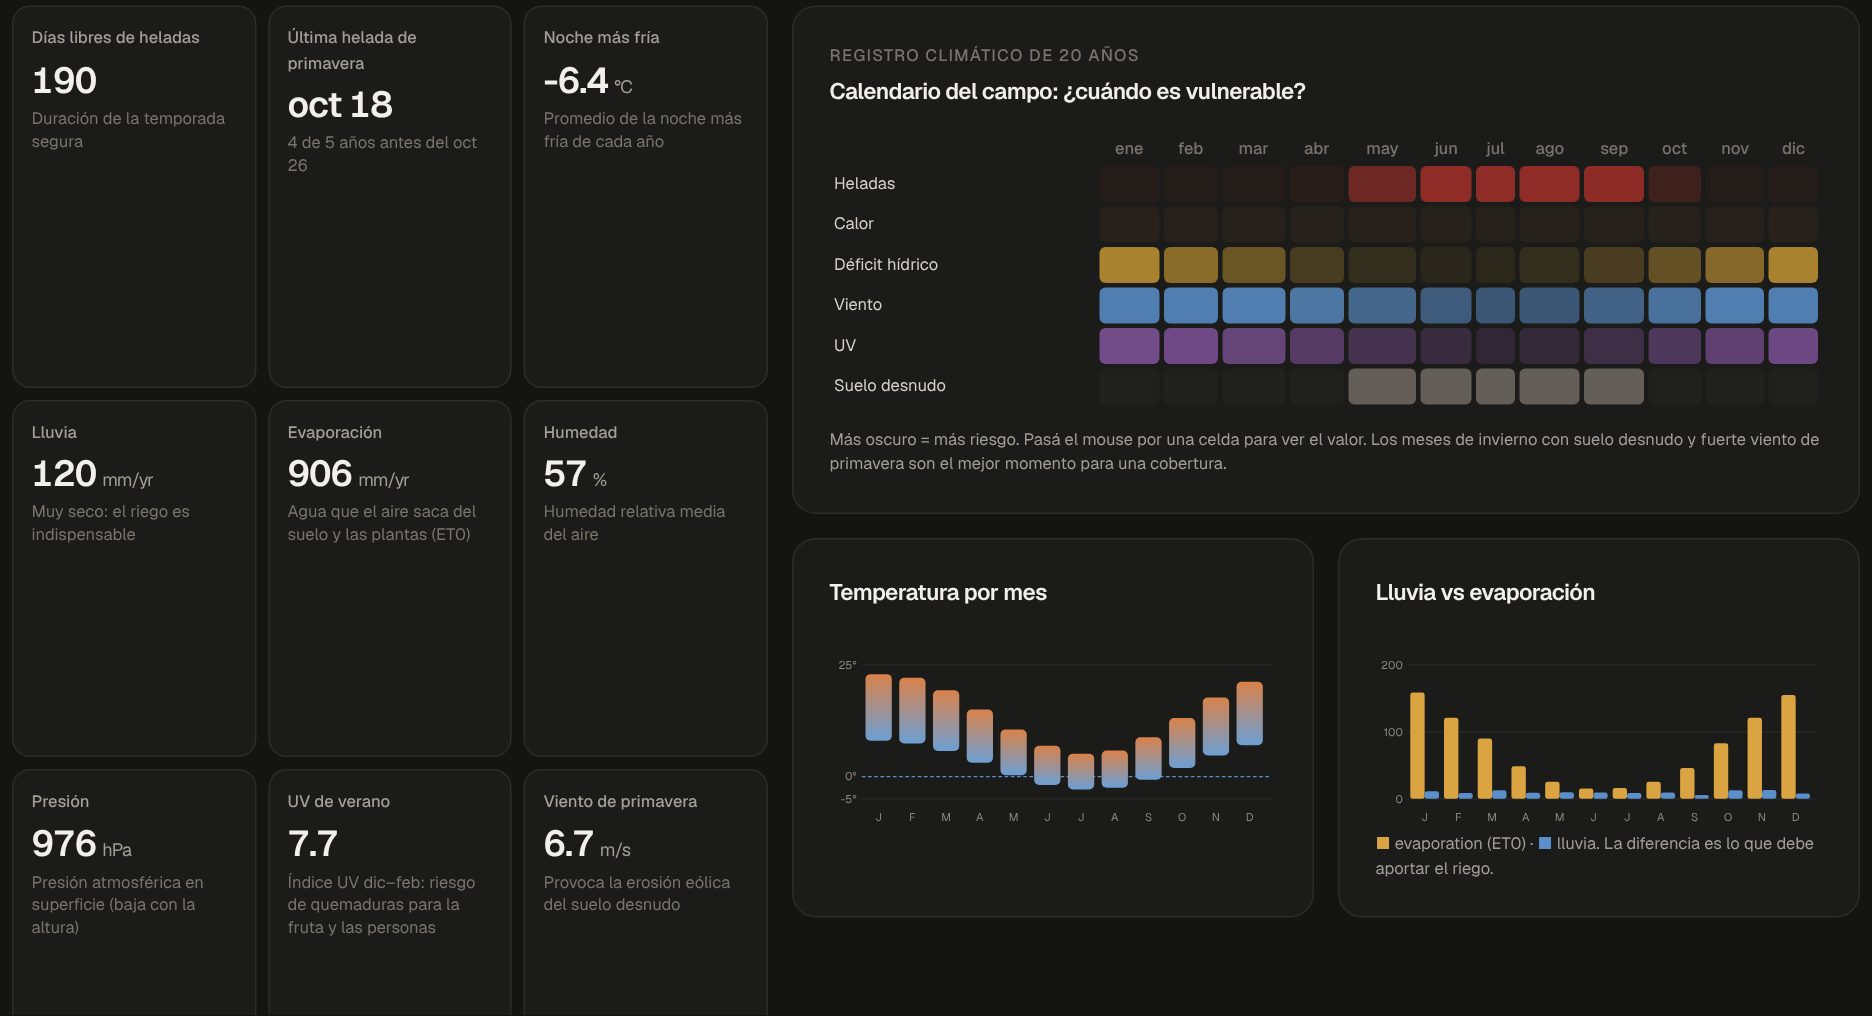 Días libres de heladas
190
Duración de la temporada
segura
Última helada de
primavera
oct 18
4 de 5 años antes del oct
26
Noche más fría
-6.4 °C
Promedio de la noche más
fría de cada año
Lluvia
120 mm/yr
Muy seco: el riego es
indispensable
Evaporación
906 mm/yr
Agua que el aire saca del
suelo y las plantas (ET0)
Humedad
57 %
Humedad relativa media
del aire
Presión
976 hPa
Presión atmosférica en
superficie (baja con la
altura)
UV de verano
7.7
Índice UV dic–feb: riesgo
de quemaduras para la
fruta y las personas
Viento de primavera
6.7 m/s
Provoca la erosión eólica
del suelo desnudo
REGISTRO CLIMÁTICO DE 20 AÑOS
Calendario del campo: ¿cuándo es vulnerable?
ene feb mar abr may jun jul ago sep oct nov dic
Heladas
Calor
Déficit hídrico
Viento
UV
Suelo desnudo
Más oscuro = más riesgo. Pasá el mouse por una celda para ver el valor. Los meses de invierno con suelo desnudo y fuerte viento de
primavera son el mejor momento para una cobertura.
Temperatura por mes
25°
0°
-5°
J F M A M J J A S O N D
Lluvia vs evaporación
200
100
0
J F M A M J J A S O N D
evaporation (ET0) · lluvia. La diferencia es lo que debe
aportar el riego.